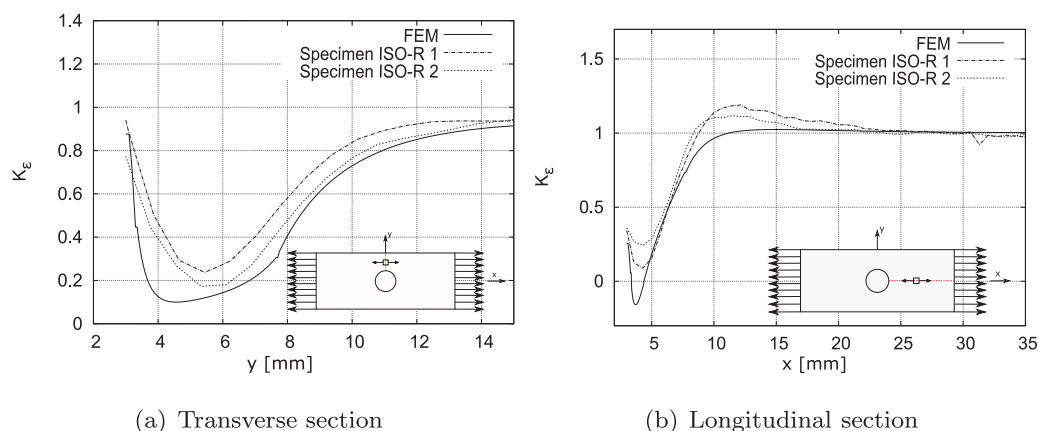 1.4
1.2
1
0.8
0.6
0.4
0.2
0
Kε
FEM
Specimen ISO-R 1
Specimen ISO-R 2
y
x
2 4 6 8 10 12 14
y [mm]
1.5
1
0.5
0
Kε
FEM
Specimen ISO-R 1
Specimen ISO-R 2
y
x
5 10 15 20 25 30 35
x [mm]
(a) Transverse section
(b) Longitudinal section